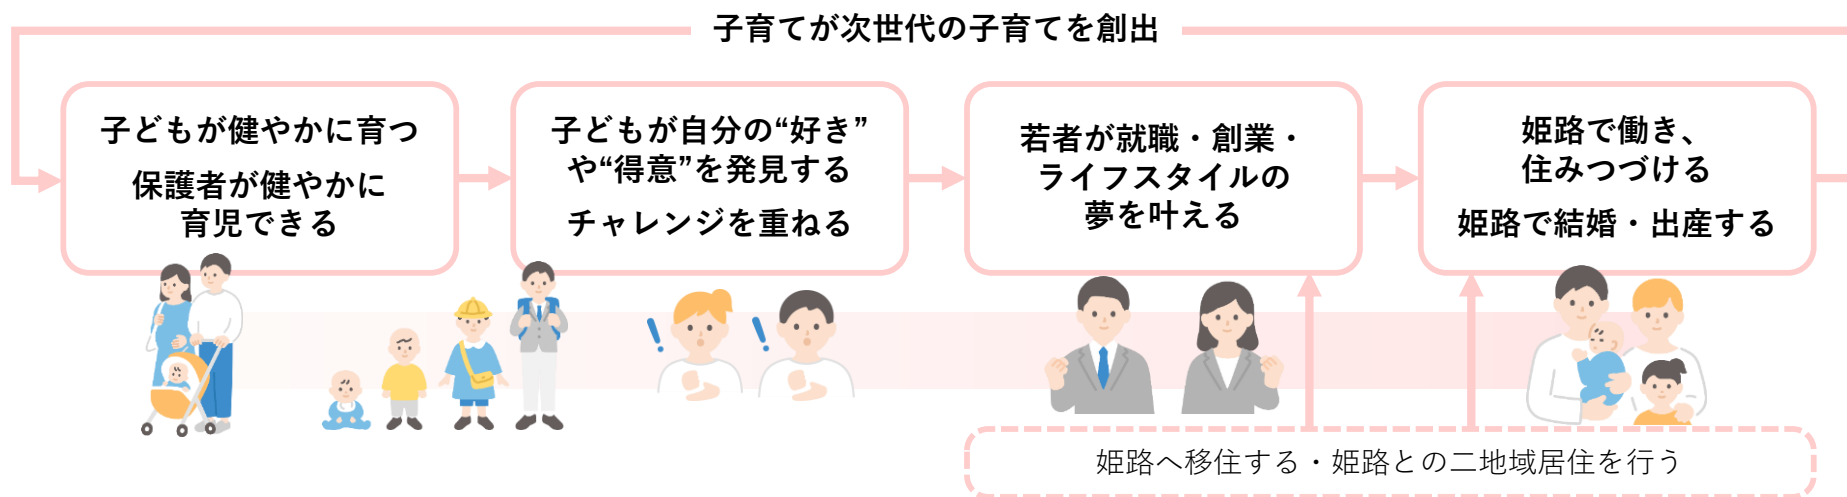 子育てが次世代の子育てを創出
子どもが健やかに育つ
保護者が健やかに
育児できる
子どもが自分の“好き”
や“得意”を発見する
チャレンジを重ねる
若者が就職・創業・
ライフスタイルの
夢を叶える
姫路で働き、
住みつづける
姫路で結婚・出産する
姫路へ移住する・姫路との二地域居住を行う